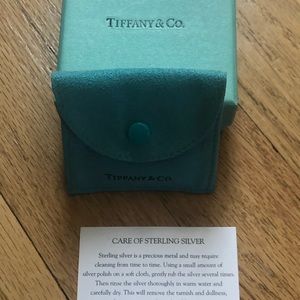 TIFFANY & CO.
TIFFANY & CO.
CARE OF STERLING SILVER
Sterling silver is a precious metal and may require
cleaning from time to time. Using a small amount of
silver polish on a soft cloth, gently rub the silver several times.
Then rinse the silver thoroughly in warm water and
carefully dry. This will remove the tarnish and dullness,